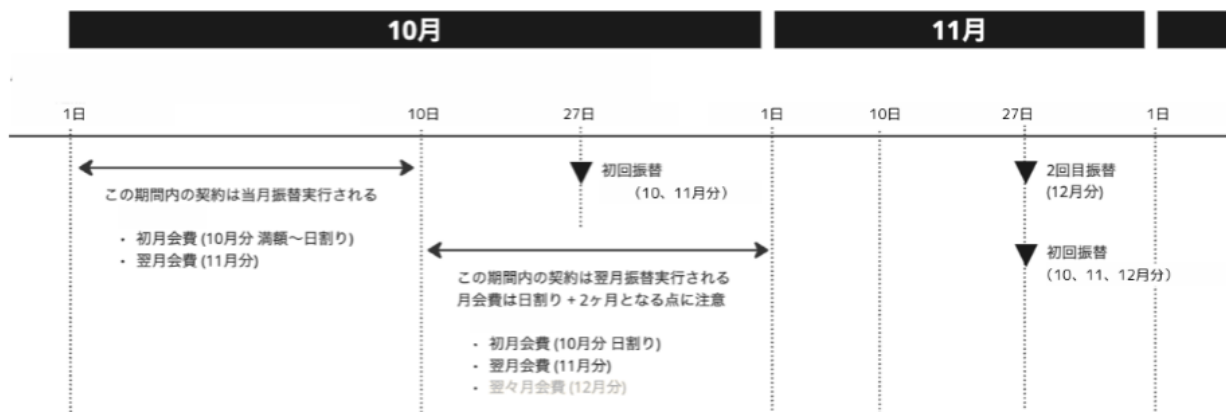 10月
11月
1日
10日
27日
1日
10日
27日
1日
この期間内の契約は当月振替実行される
・ 初月会費 (10月分 満額〜日割り)
・ 翌月会費 (11月分)
初回振替
（10、11月分）
この期間内の契約は翌月振替実行される
月会費は日割り + 2ヶ月となる点に注意
・ 初月会費 (10月分 日割り)
・ 翌月会費 (11月分)
・ 翌々月会費 (12月分)
2回目振替
(12月分)
初回振替
（10、11、12月分）